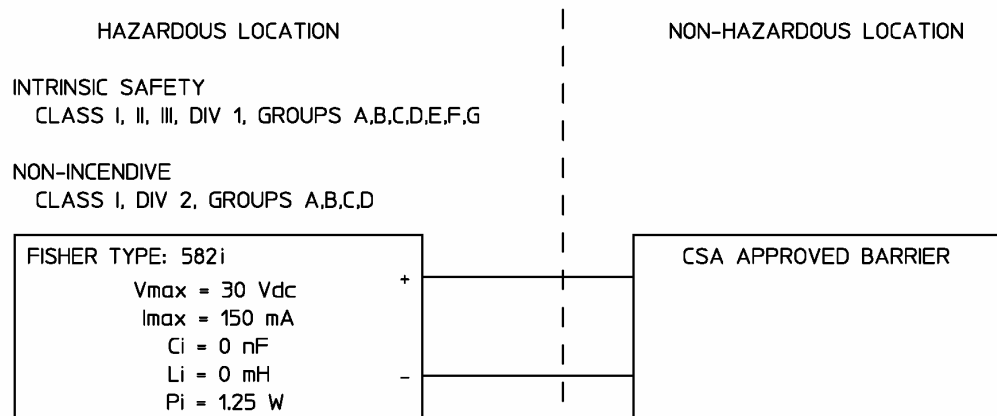 HAZARDOUS LOCATION
NON-HAZARDOUS LOCATION
INTRINSIC SAFETY
CLASS I, II, III, DIV 1, GROUPS A,B,C,D,E,F,G
NON-INCENDIVE
CLASS I, DIV 2, GROUPS A,B,C,D
FISHER TYPE: 582i
CSA APPROVED BARRIER
+
Vmax = 30 Vdc
Imax = 150 mA
Ci = 0 nF
Li = 0 mH
-
Pi = 1.25 W